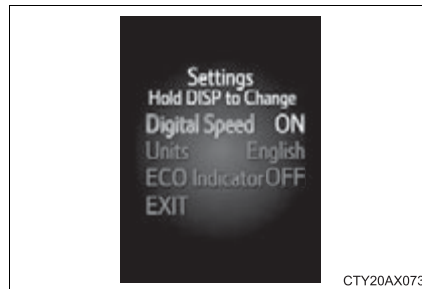 Settings
Hold DISP to Change
Digital Speed ON
Units English
ECO Indicator OFF
EXIT
CTY20AX073